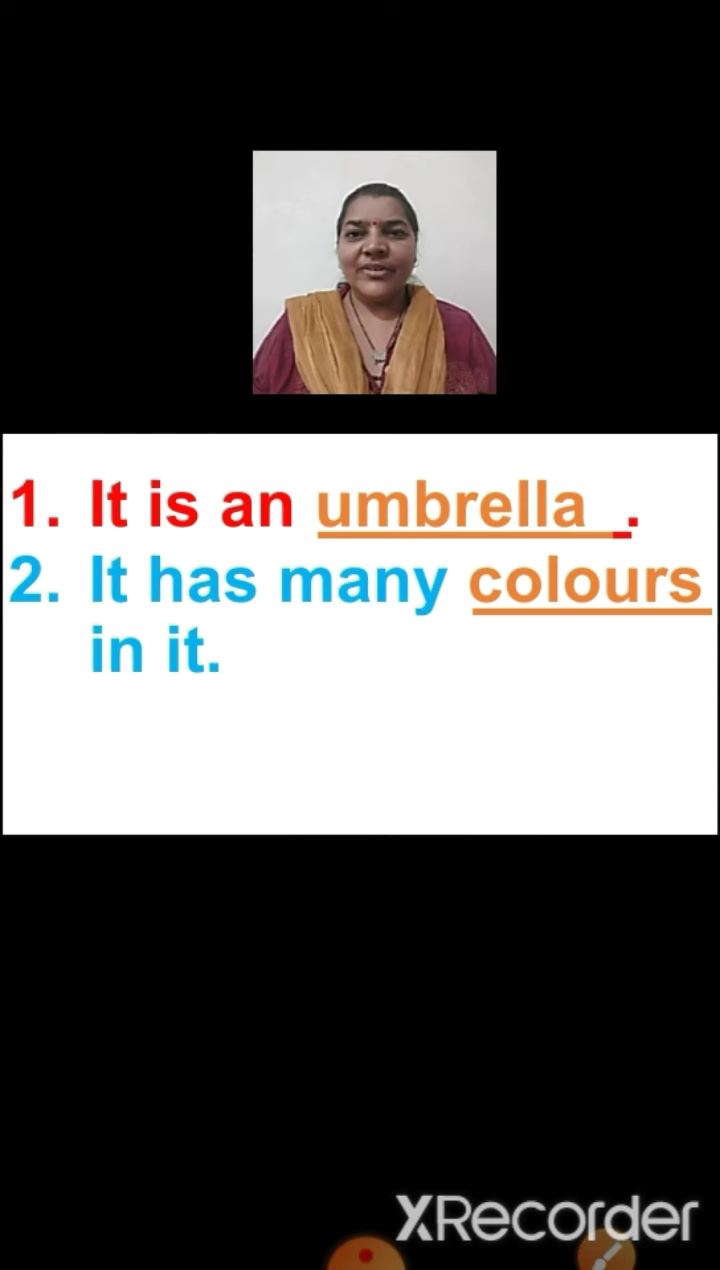 1. It is an umbrella _.
2. It has many colours
in it.
XRecorder